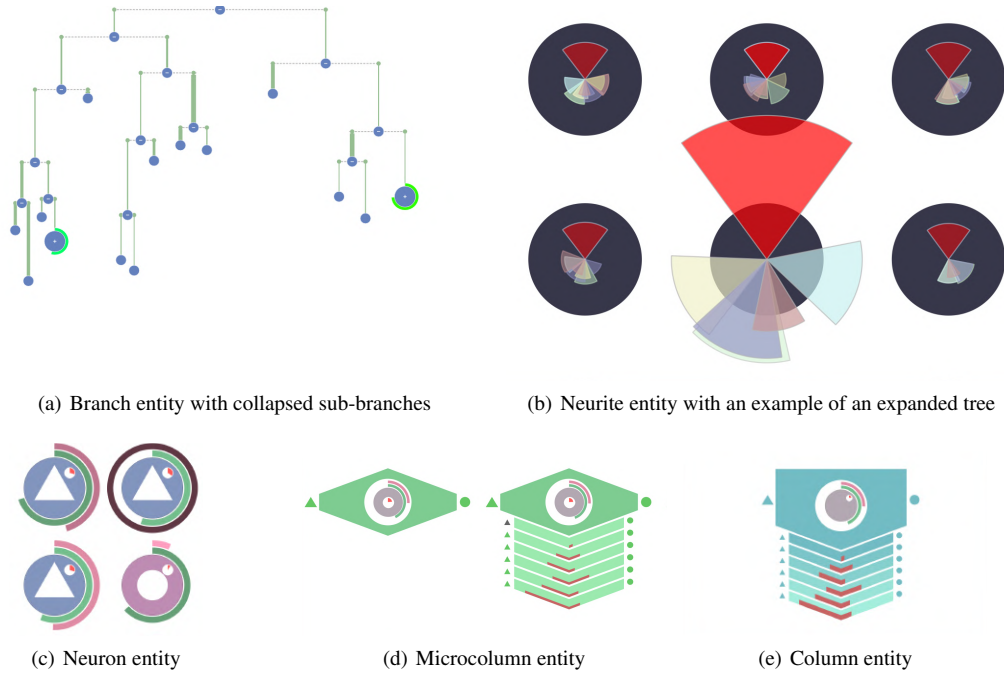 (a) Branch entity with collapsed sub-branches
(b) Neurite entity with an example of an expanded tree
(c) Neuron entity
(d) Microcolumn entity
(e) Column entity